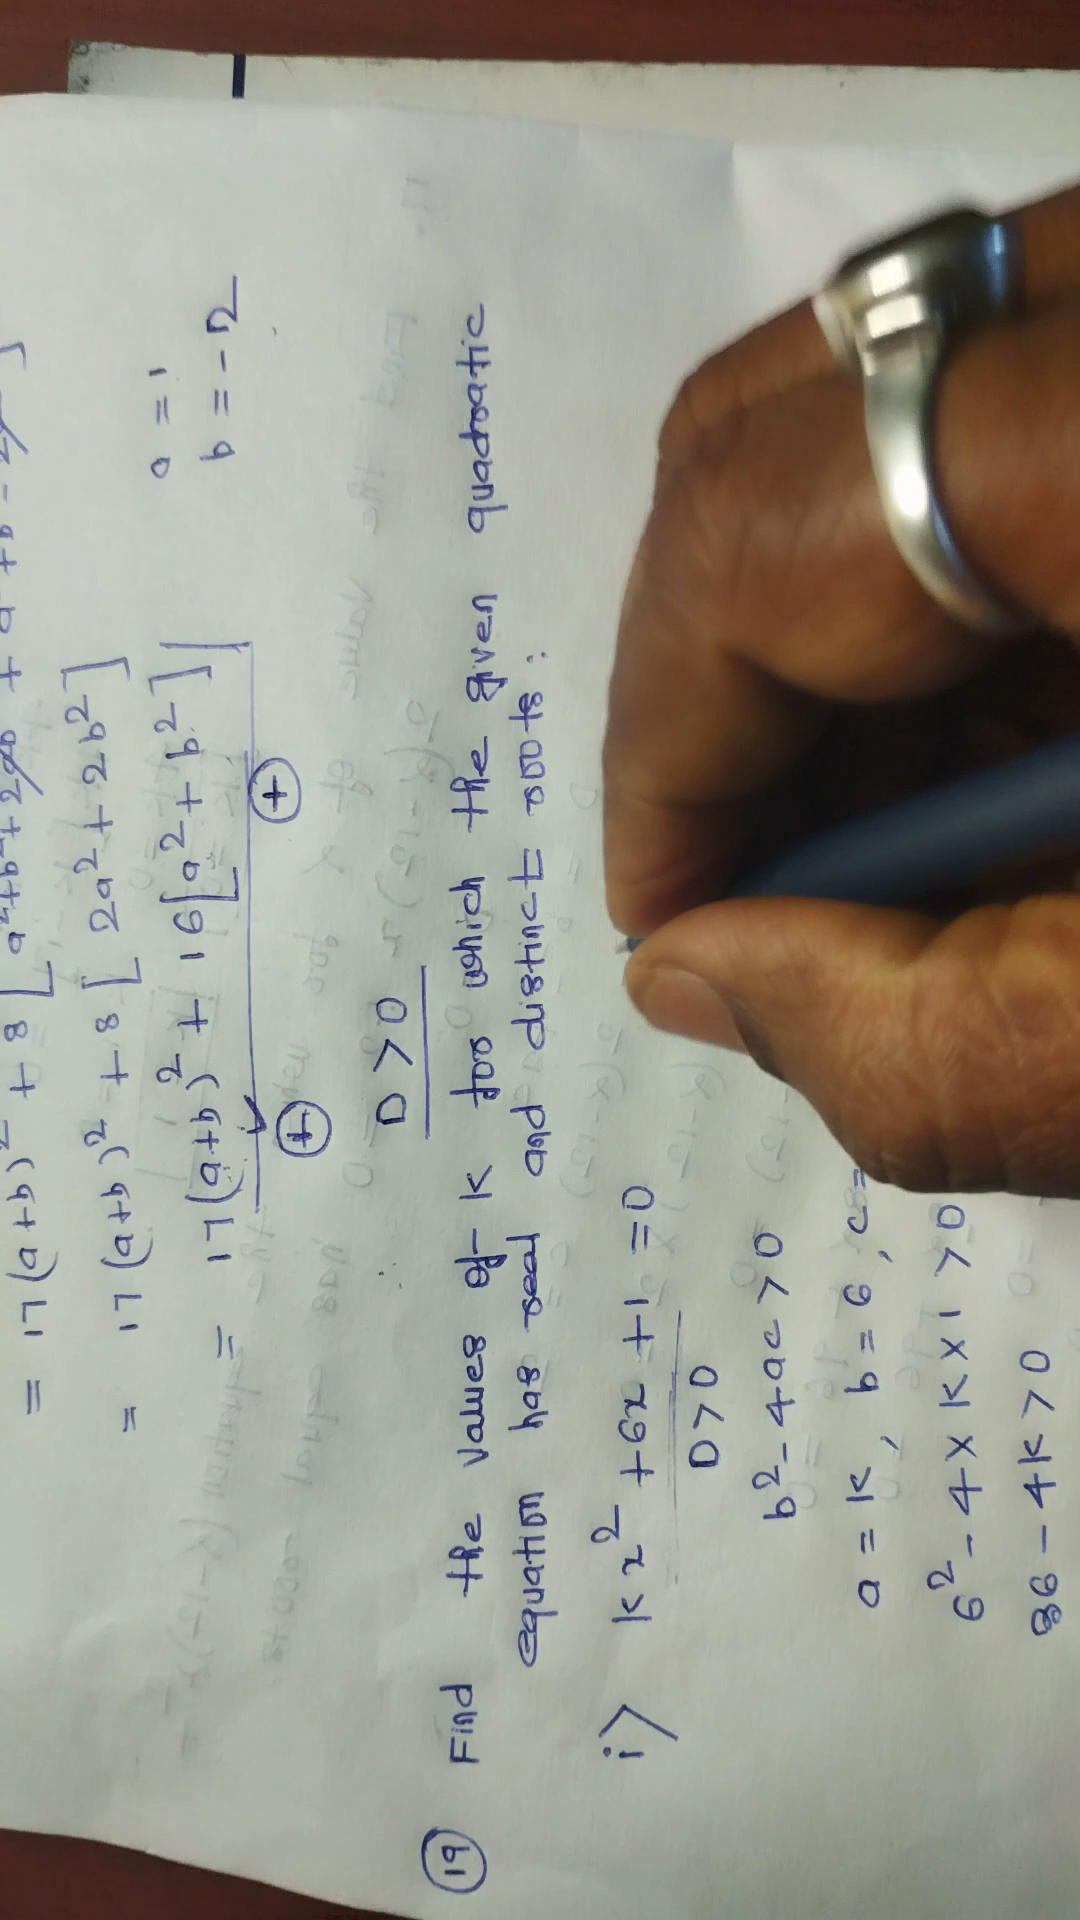 = 17(a+b)² + 8[a²+b²+2ab + a²+b²-2
= 17(a+b)² + 8[2a²+2b²]
= 17(a+b)² + 16[a²+b²]
a = 1
b = -2
+ +
D > 0
19 Find the values of K for which the given quadratic
equation has real and distinct roots:
i> Kx² + 6x + 1 = 0
D > 0
b² - 4ac > 0
a = K, b = 6, c =
6² - 4 × K × 1 > 0
36 - 4K > 0